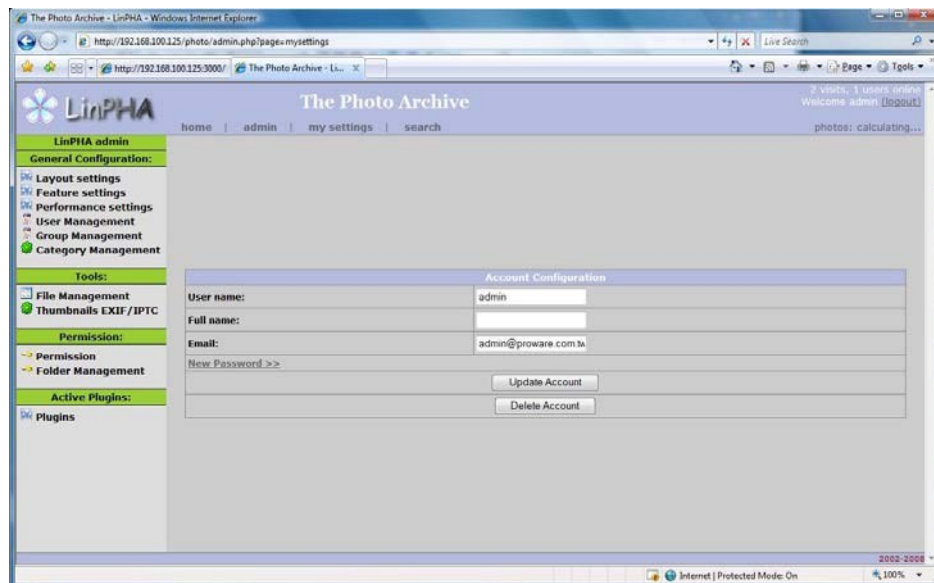 The Photo Archive - LinPHA - Windows Internet Explorer
http://192.168.100.125/photo/admin.php?page=mysettings
Live Search
http://192.168.100.125:3000/
The Photo Archive - Li...
Page
Tools
LinPHA
The Photo Archive
2 visits, 1 users online
Welcome admin (logout)
home | admin | my settings | search
photos: calculating...
LinPHA admin
General Configuration:
Layout settings
Feature settings
Performance settings
User Management
Group Management
Category Management
Tools:
File Management
Thumbnails EXIF/IPTC
Permission:
Permission
Folder Management
Active Plugins:
Plugins
Account Configuration
User name: admin
Full name:
Email: admin@proware.com.tw
New Password >>
Update Account
Delete Account
2002-2008
Internet | Protected Mode: On
100%